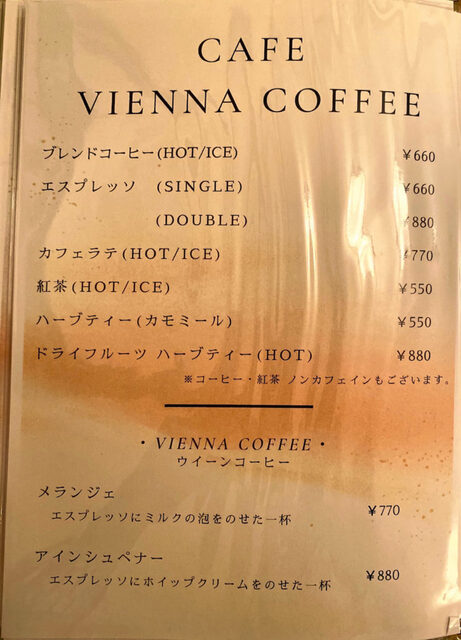 CAFE
VIENNA COFFEE
ブレンドコーヒー(HOT/ICE) ¥660
エスプレッソ (SINGLE) ¥660
(DOUBLE) ¥880
カフェラテ(HOT/ICE) ¥770
紅茶(HOT/ICE) ¥550
ハーブティー(カモミール) ¥550
ドライフルーツ ハーブティー(HOT) ¥880
※コーヒー・紅茶 ノンカフェインもございます。
・VIENNA COFFEE・
ウイーンコーヒー
メランジェ ¥770
エスプレッソにミルクの泡をのせた一杯
アインシュペナー ¥880
エスプレッソにホイップクリームをのせた一杯